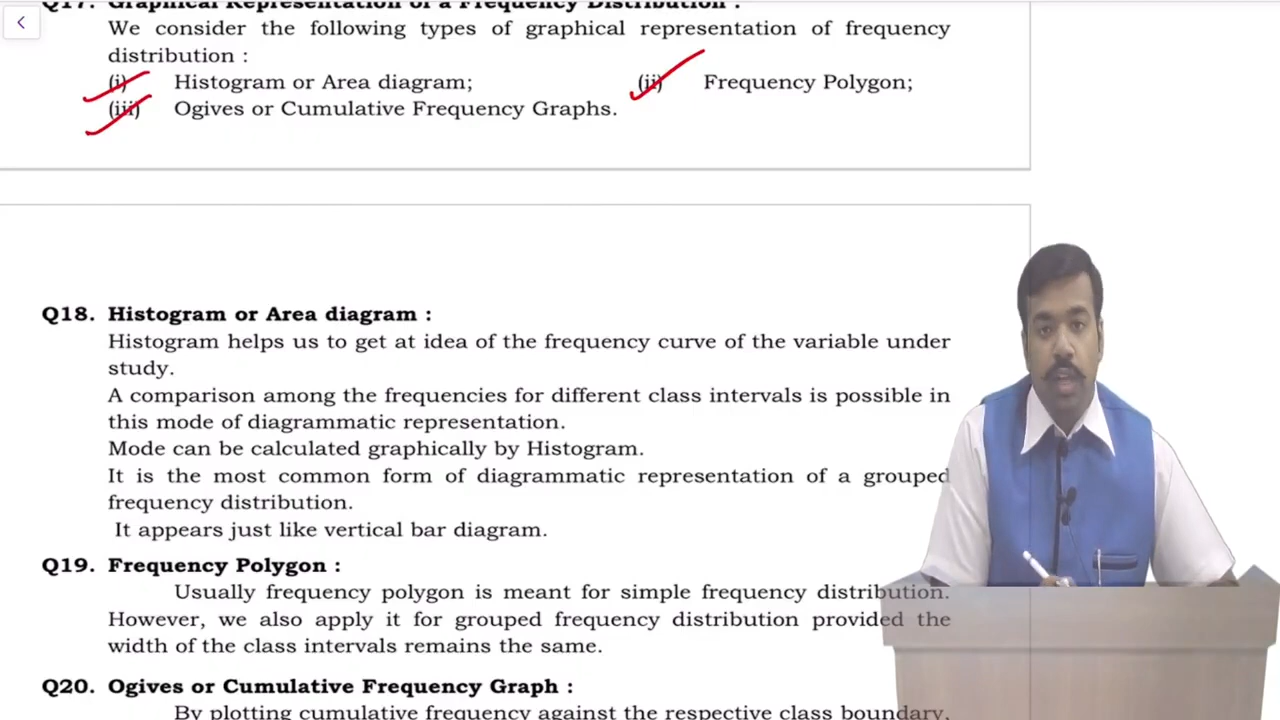 Q17. Graphical Representation of a Frequency Distribution :
We consider the following types of graphical representation of frequency
distribution :
(i) Histogram or Area diagram; (ii) Frequency Polygon;
(iii) Ogives or Cumulative Frequency Graphs.
Q18. Histogram or Area diagram :
Histogram helps us to get at idea of the frequency curve of the variable under
study.
A comparison among the frequencies for different class intervals is possible in
this mode of diagrammatic representation.
Mode can be calculated graphically by Histogram.
It is the most common form of diagrammatic representation of a grouped
frequency distribution.
It appears just like vertical bar diagram.
Q19. Frequency Polygon :
Usually frequency polygon is meant for simple frequency distribution.
However, we also apply it for grouped frequency distribution provided the
width of the class intervals remains the same.
Q20. Ogives or Cumulative Frequency Graph :
By plotting cumulative frequency against the respective class boundary,